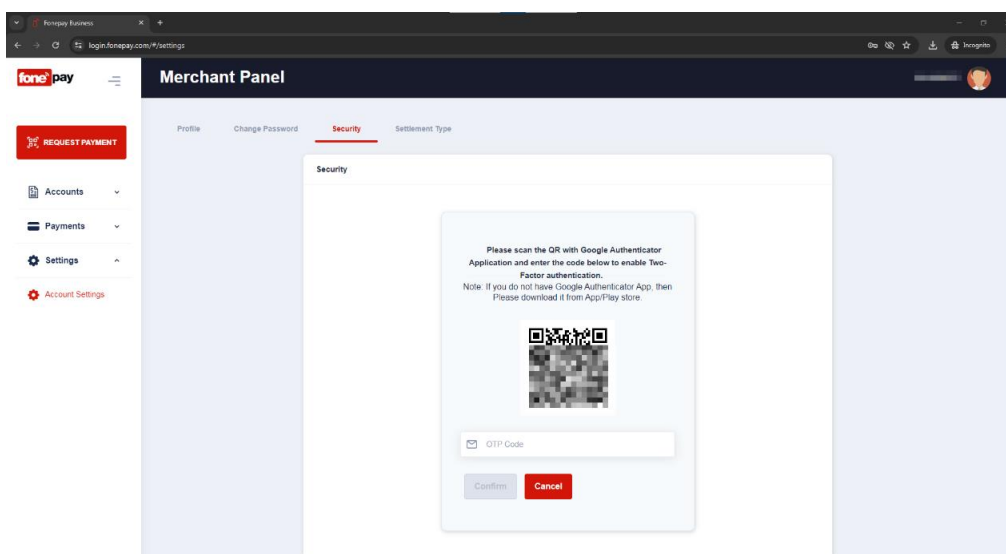 Fonepay Business
login.fonepay.com/#/settings
Incognito
fonepay
Merchant Panel
REQUEST PAYMENT
Accounts
Payments
Settings
Account Settings
Profile
Change Password
Security
Settlement Type
Security
Please scan the QR with Google Authenticator
Application and enter the code below to enable Two-
Factor authentication.
Note: If you do not have Google Authenticator App, then
Please download it from App/Play store.
OTP Code
Confirm
Cancel